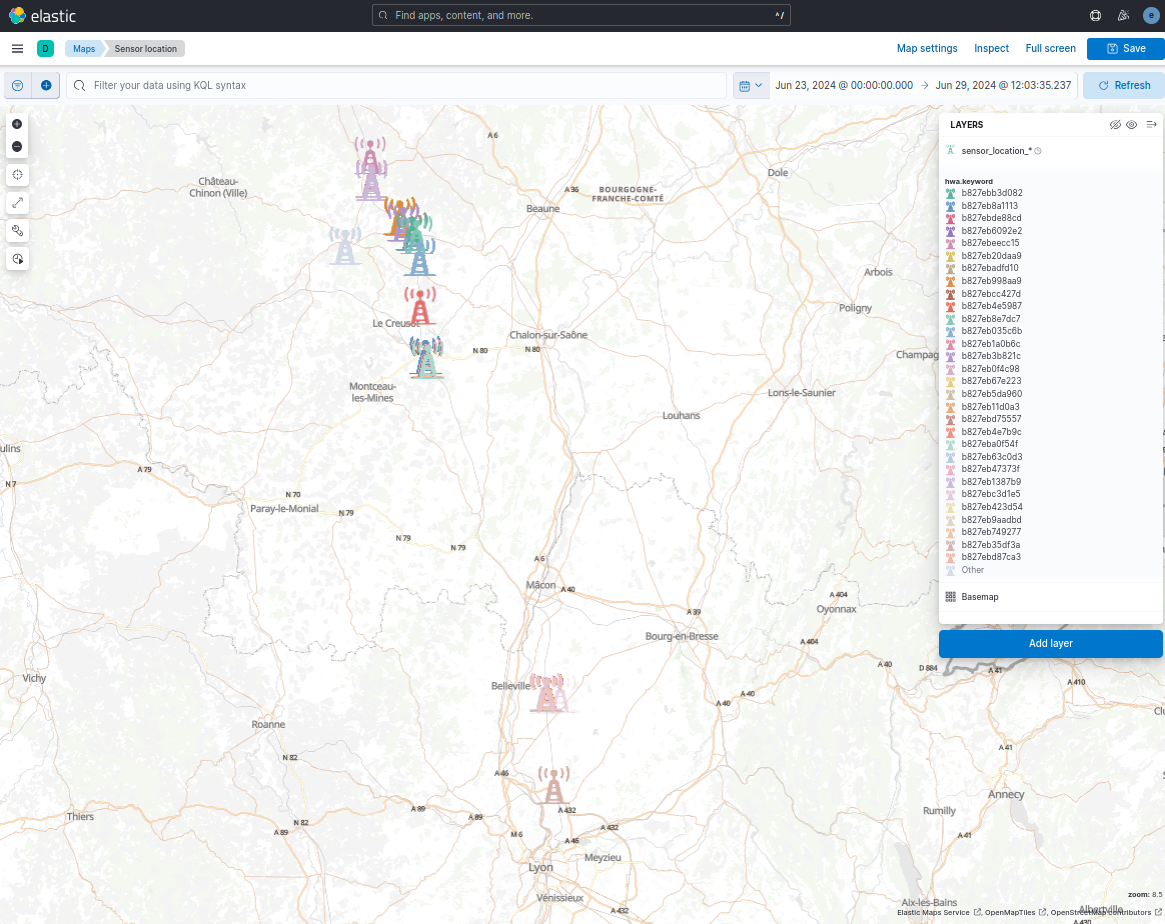 elastic
Find apps, content, and more.
^/
e
D
Maps
Sensor location
Map settings
Inspect
Full screen
Save
Filter your data using KQL syntax
Jun 23, 2024 @ 00:00:00.000
Jun 29, 2024 @ 12:03:35.237
Refresh
LAYERS
sensor_location_*
hwa.keyword
b827ebb3d082
b827eb8a1113
b827ebde88cd
b827eb6092e2
b827ebeecc15
b827eb20daa9
b827ebadfd10
b827eb998aa9
b827ebcc427d
b827eb4e5987
b827eb8e7dc7
b827eb035c6b
b827eb1a0b6c
b827eb3b821c
b827eb0f4c98
b827eb67e223
b827eb5da960
b827eb11d0a3
b827ebd75557
b827eb4e7b9c
b827eba0f54f
b827eb63c0d3
b827eb47373f
b827eb1387b9
b827ebc3d1e5
b827eb423d54
b827eb9aadbd
b827eb749277
b827eb35df3a
b827ebd87ca3
Other
Basemap
Add layer
A6
Château-
Chinon (Ville)
Dole
A36
BOURGOGNE-
FRANCHE-COMTÉ
Beaune
Arbois
Poligny
Le Creusot
Chalon-sur-Saône
N 80
N 80
Champag
Montceau-
les-Mines
Lons-le-Saunier
Louhans
ulins
A 79
N 7
N 70
Paray-le-Monial
N 79
N 79
N 79
A 6
Mâcon
A 40
A 404
Oyonnax
A 39
Bourg-en-Bresse
A 404
A 40
D 884
A 41
A 410
Vichy
Belleville
A 40
A 40
Roanne
N 82
A 41
A 46
Annecy
A 432
A 89
A 89
Thiers
N 82
A 89
M 6
A 432
A 46
Rumilly
A 41
Lyon
Meyzieu
Vénissieux
A 432
Aix-les-Bains
Albertville
A 430
zoom: 8.5
Elastic Maps Service , OpenMapTiles , OpenStreetMap contributors